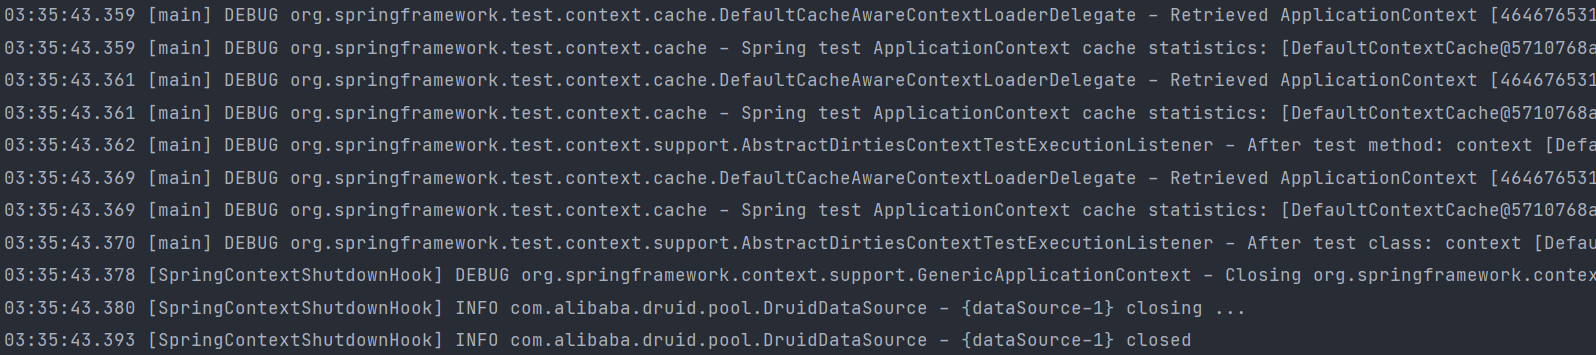 03:35:43.359 [main] DEBUG org.springframework.test.context.cache.DefaultCacheAwareContextLoaderDelegate - Retrieved ApplicationContext [464676531
03:35:43.359 [main] DEBUG org.springframework.test.context.cache - Spring test ApplicationContext cache statistics: [DefaultContextCache@5710768a
03:35:43.361 [main] DEBUG org.springframework.test.context.cache.DefaultCacheAwareContextLoaderDelegate - Retrieved ApplicationContext [464676531
03:35:43.361 [main] DEBUG org.springframework.test.context.cache - Spring test ApplicationContext cache statistics: [DefaultContextCache@5710768a
03:35:43.362 [main] DEBUG org.springframework.test.context.support.AbstractDirtiesContextTestExecutionListener - After test method: context [Defa
03:35:43.369 [main] DEBUG org.springframework.test.context.cache.DefaultCacheAwareContextLoaderDelegate - Retrieved ApplicationContext [464676531
03:35:43.369 [main] DEBUG org.springframework.test.context.cache - Spring test ApplicationContext cache statistics: [DefaultContextCache@5710768a
03:35:43.370 [main] DEBUG org.springframework.test.context.support.AbstractDirtiesContextTestExecutionListener - After test class: context [Defau
03:35:43.378 [SpringContextShutdownHook] DEBUG org.springframework.context.support.GenericApplicationContext - Closing org.springframework.contex
03:35:43.380 [SpringContextShutdownHook] INFO com.alibaba.druid.pool.DruidDataSource - {dataSource-1} closing ...
03:35:43.393 [SpringContextShutdownHook] INFO com.alibaba.druid.pool.DruidDataSource - {dataSource-1} closed